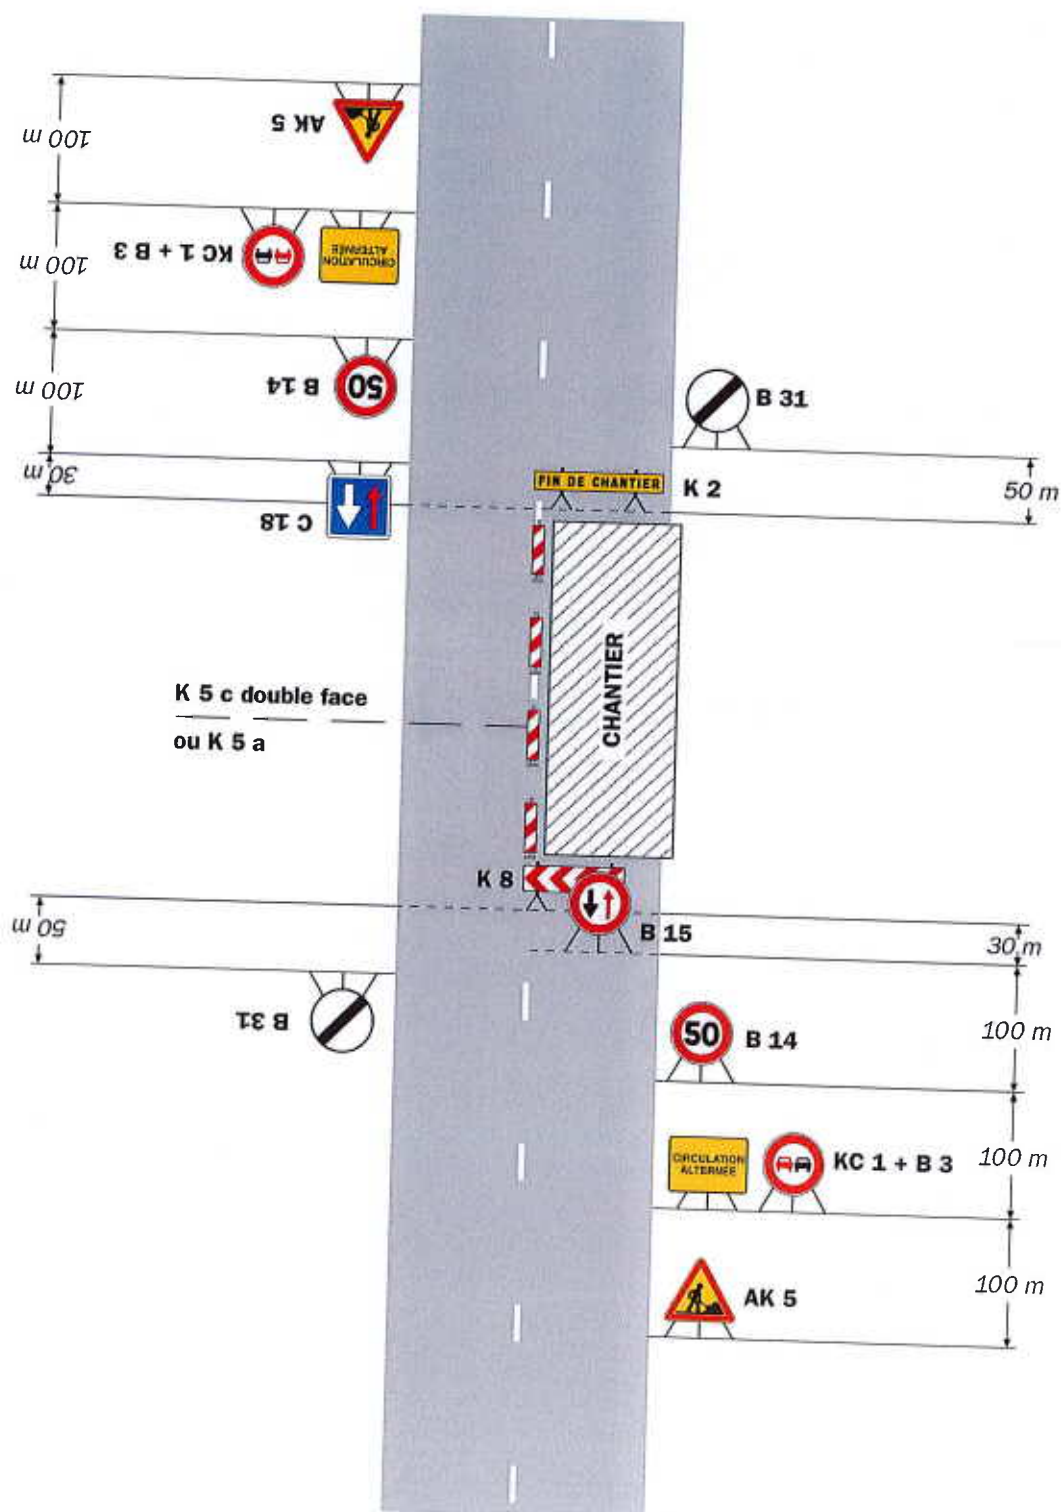 AK 5
100 m
CIRCULATION
ALTERNÉE
KC 1 + B 3
100 m
50
B 14
100 m
B 31
30 m
C 18
FIN DE CHANTIER
K 2
50 m
CHANTIER
K 5 c double face
ou K 5 a
K 8
B 15
50 m
30 m
B 31
50
B 14
100 m
CIRCULATION
ALTERNÉE
KC 1 + B 3
100 m
AK 5
100 m